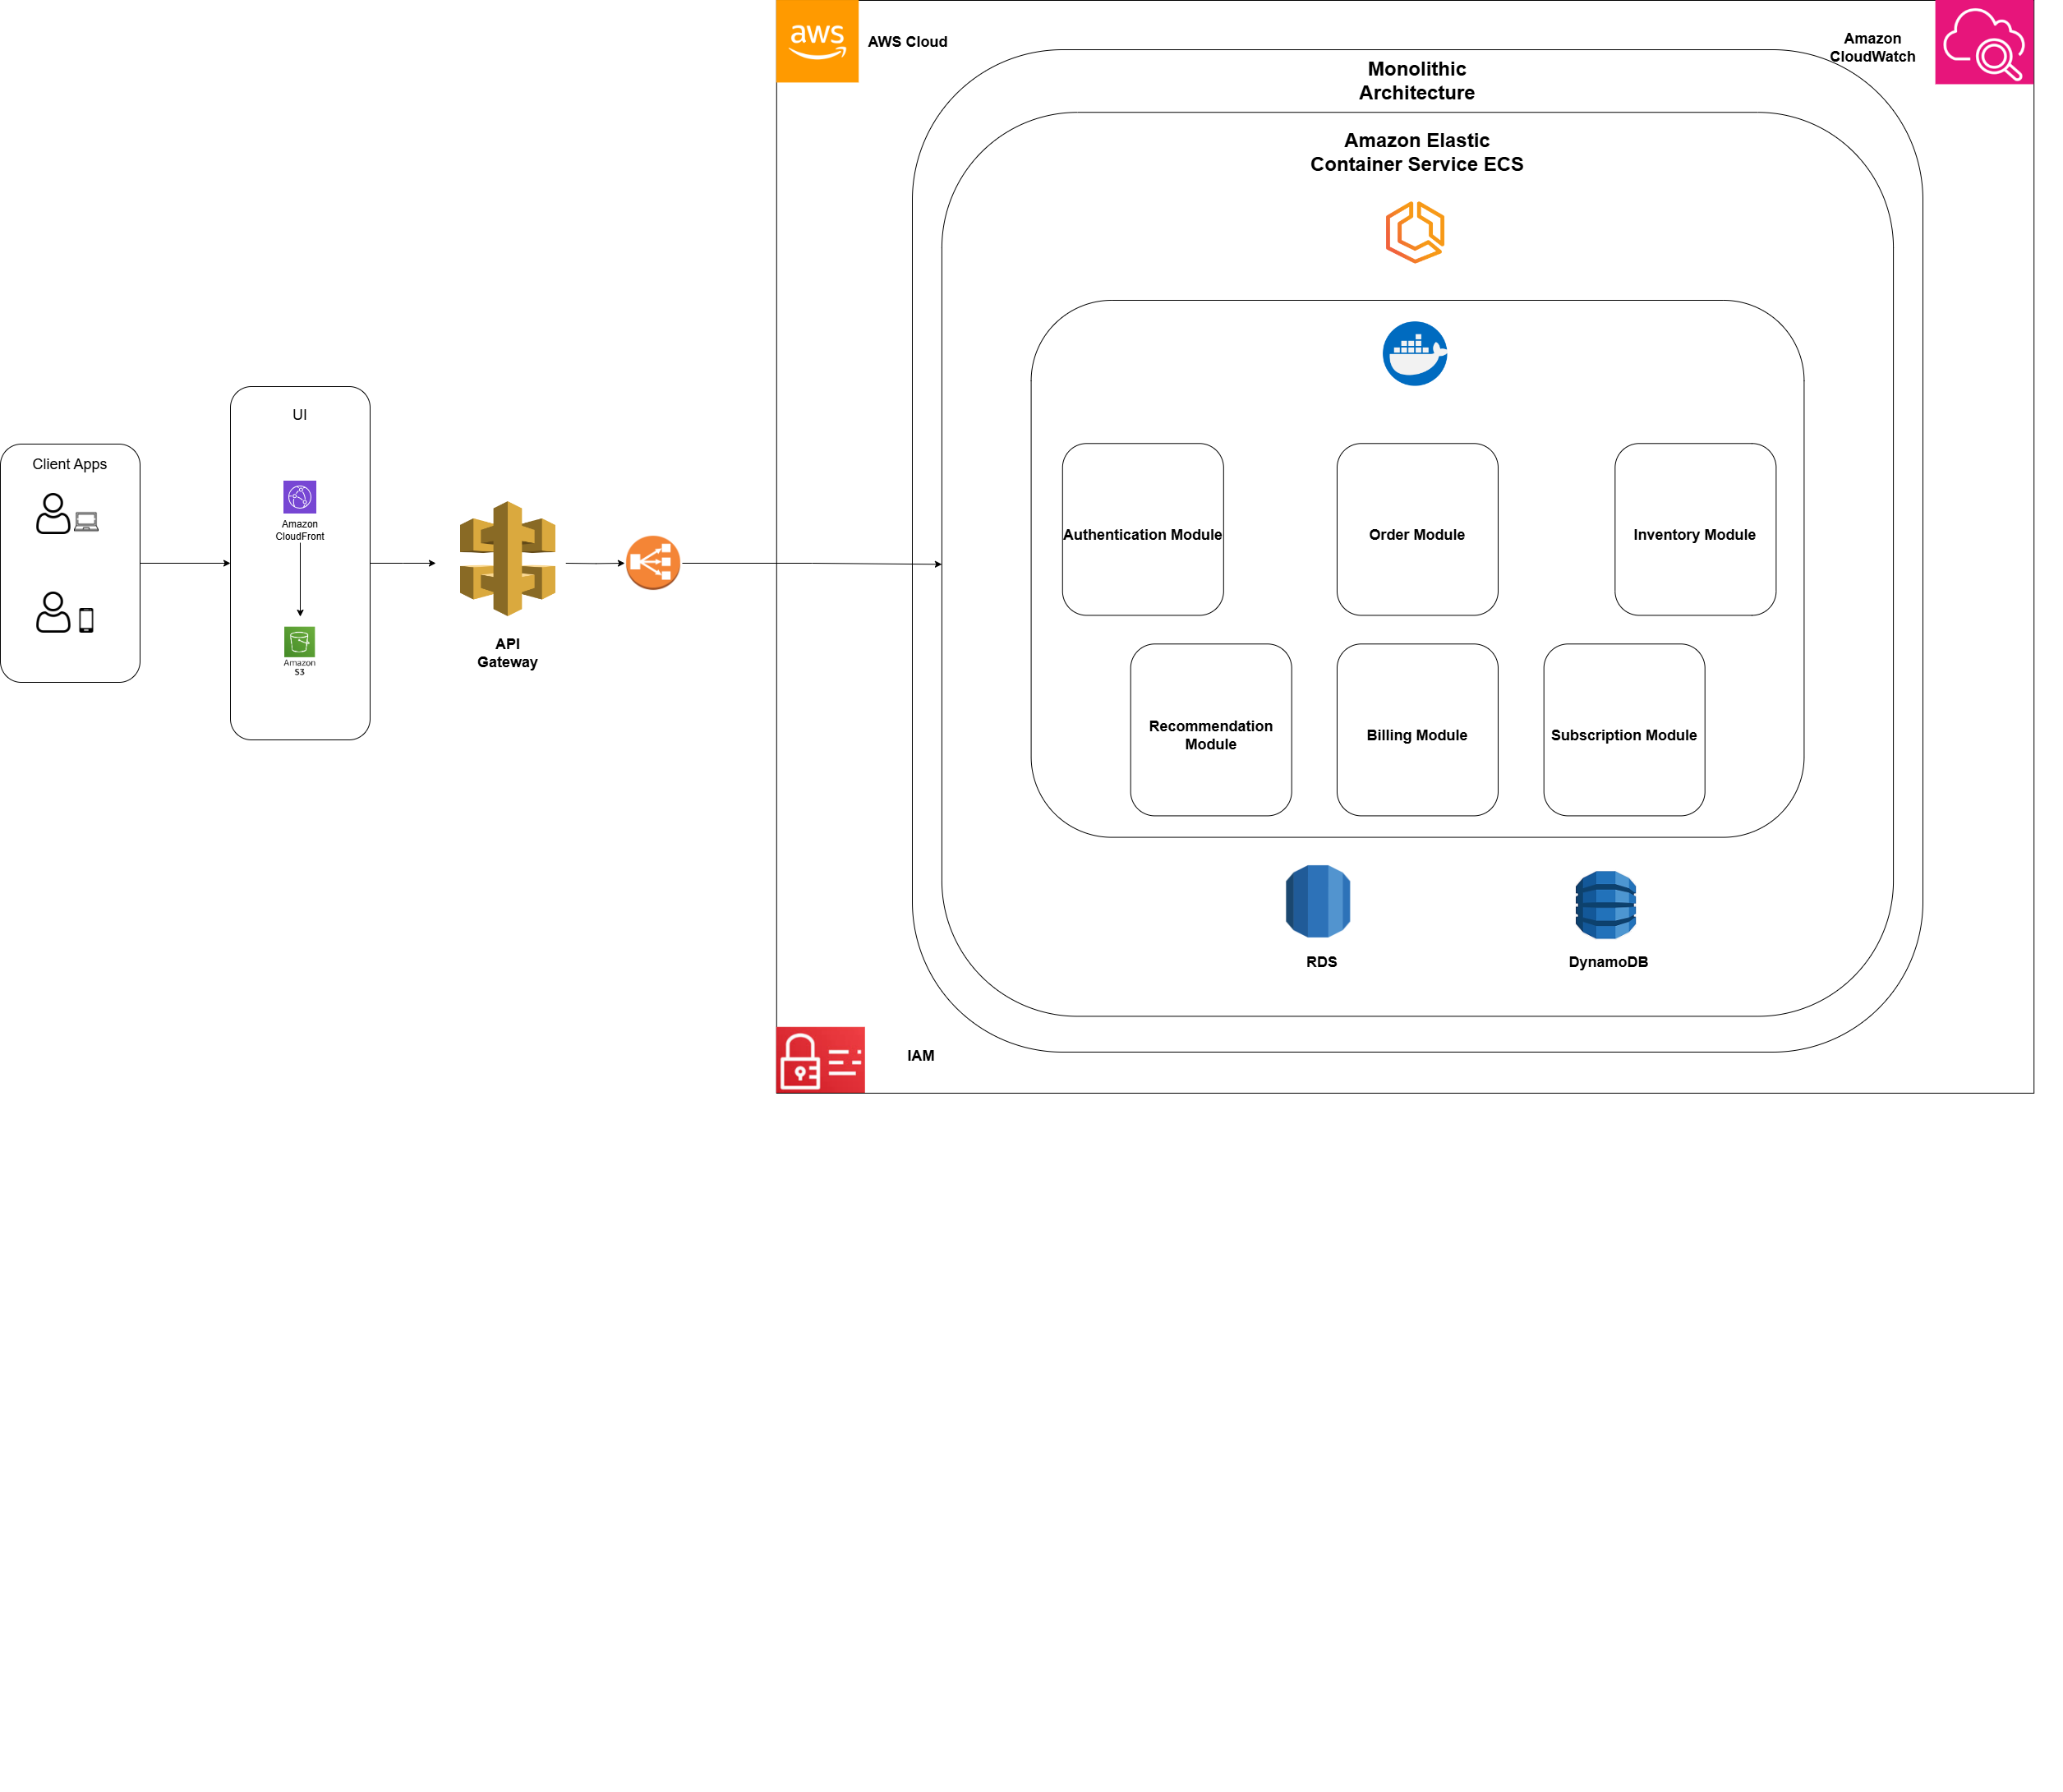 aws
AWS Cloud
Amazon
CloudWatch
Monolithic
Architecture
Amazon Elastic
Container Service ECS
UI
Client Apps
Amazon
CloudFront
Amazon
S3
API
Gateway
Authentication Module
Order Module
Inventory Module
Recommendation
Module
Billing Module
Subscription Module
RDS
DynamoDB
IAM